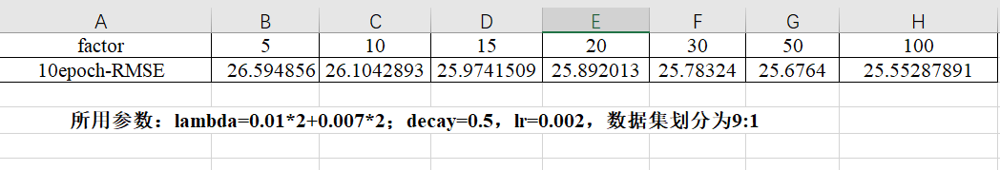 A B C D E F G H
factor 5 10 15 20 30 50 100
10epoch-RMSE 26.594856 26.1042893 25.9741509 25.892013 25.78324 25.6764 25.55287891
所用参数：lambda=0.01*2+0.007*2；decay=0.5，lr=0.002，数据集划分为9:1